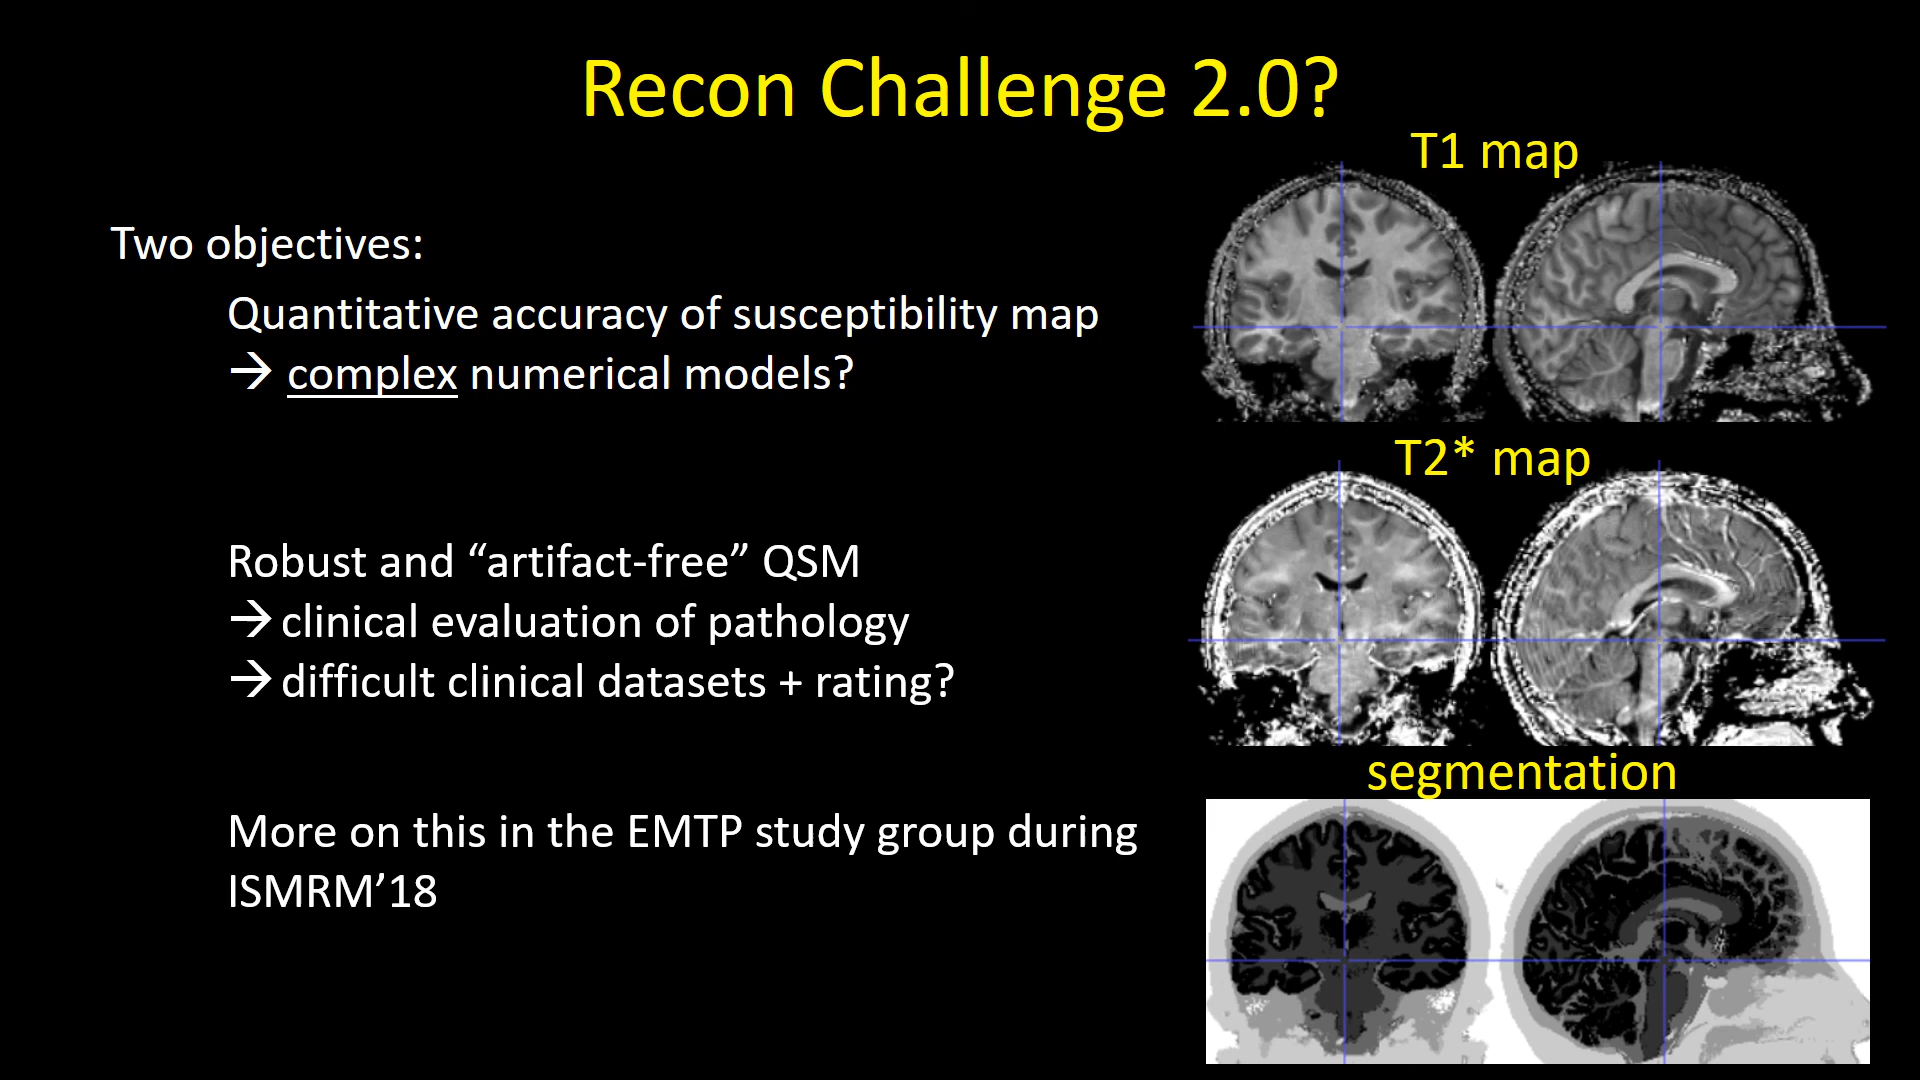 Recon Challenge 2.0?
Two objectives:
Quantitative accuracy of susceptibility map
→ complex numerical models?
Robust and “artifact-free” QSM
→ clinical evaluation of pathology
→ difficult clinical datasets + rating?
More on this in the EMTP study group during
ISMRM’18
T1 map
T2* map
segmentation